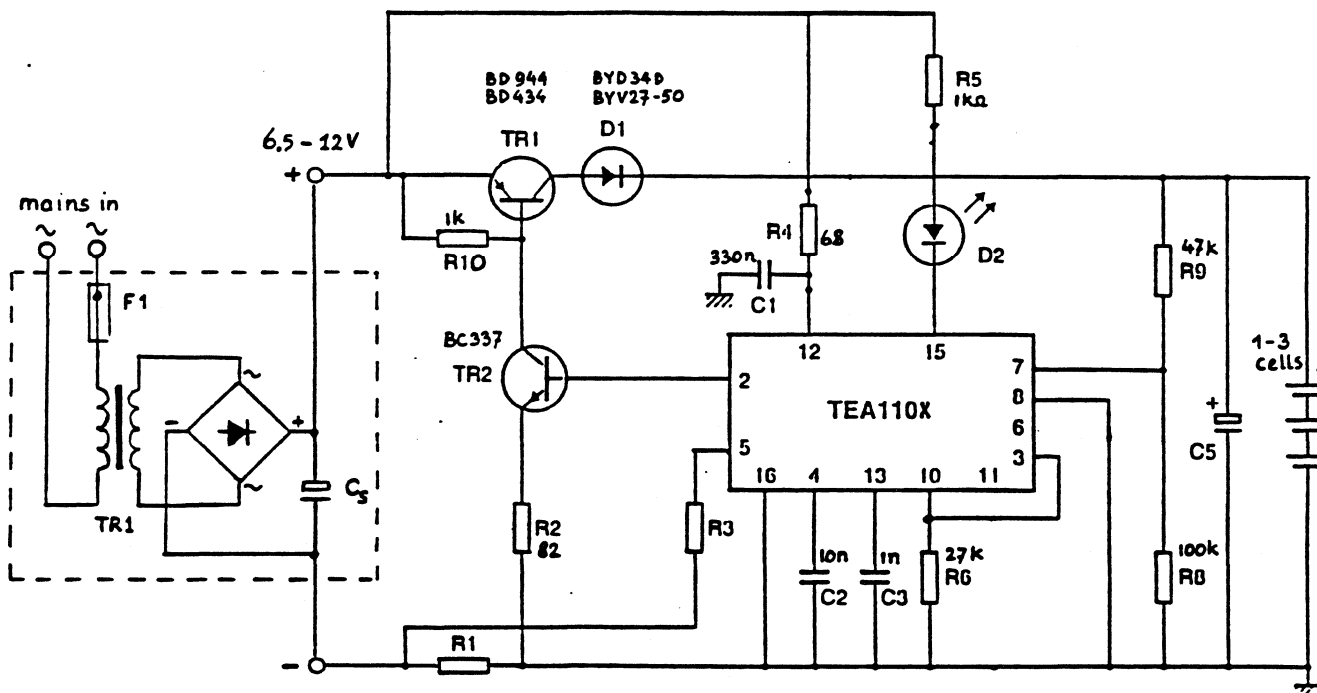 BD944 BYD34D
BD434 BYV27-50
TR1
D1
R5
1kΩ
6.5 - 12V
+
mains in
~ ~
F1
1k
R10
R4
68
330n
C1
D2
47k
R9
BC337
TR2
12
15
2
7
8
TEA110X
6
5
3
16 4 13 10 11
1-3
cells
+
C5
~
-
+
~
TR1
Cs
R2
82
R3
10n
C2
1n
C3
27k
R6
100k
R8
R1
-